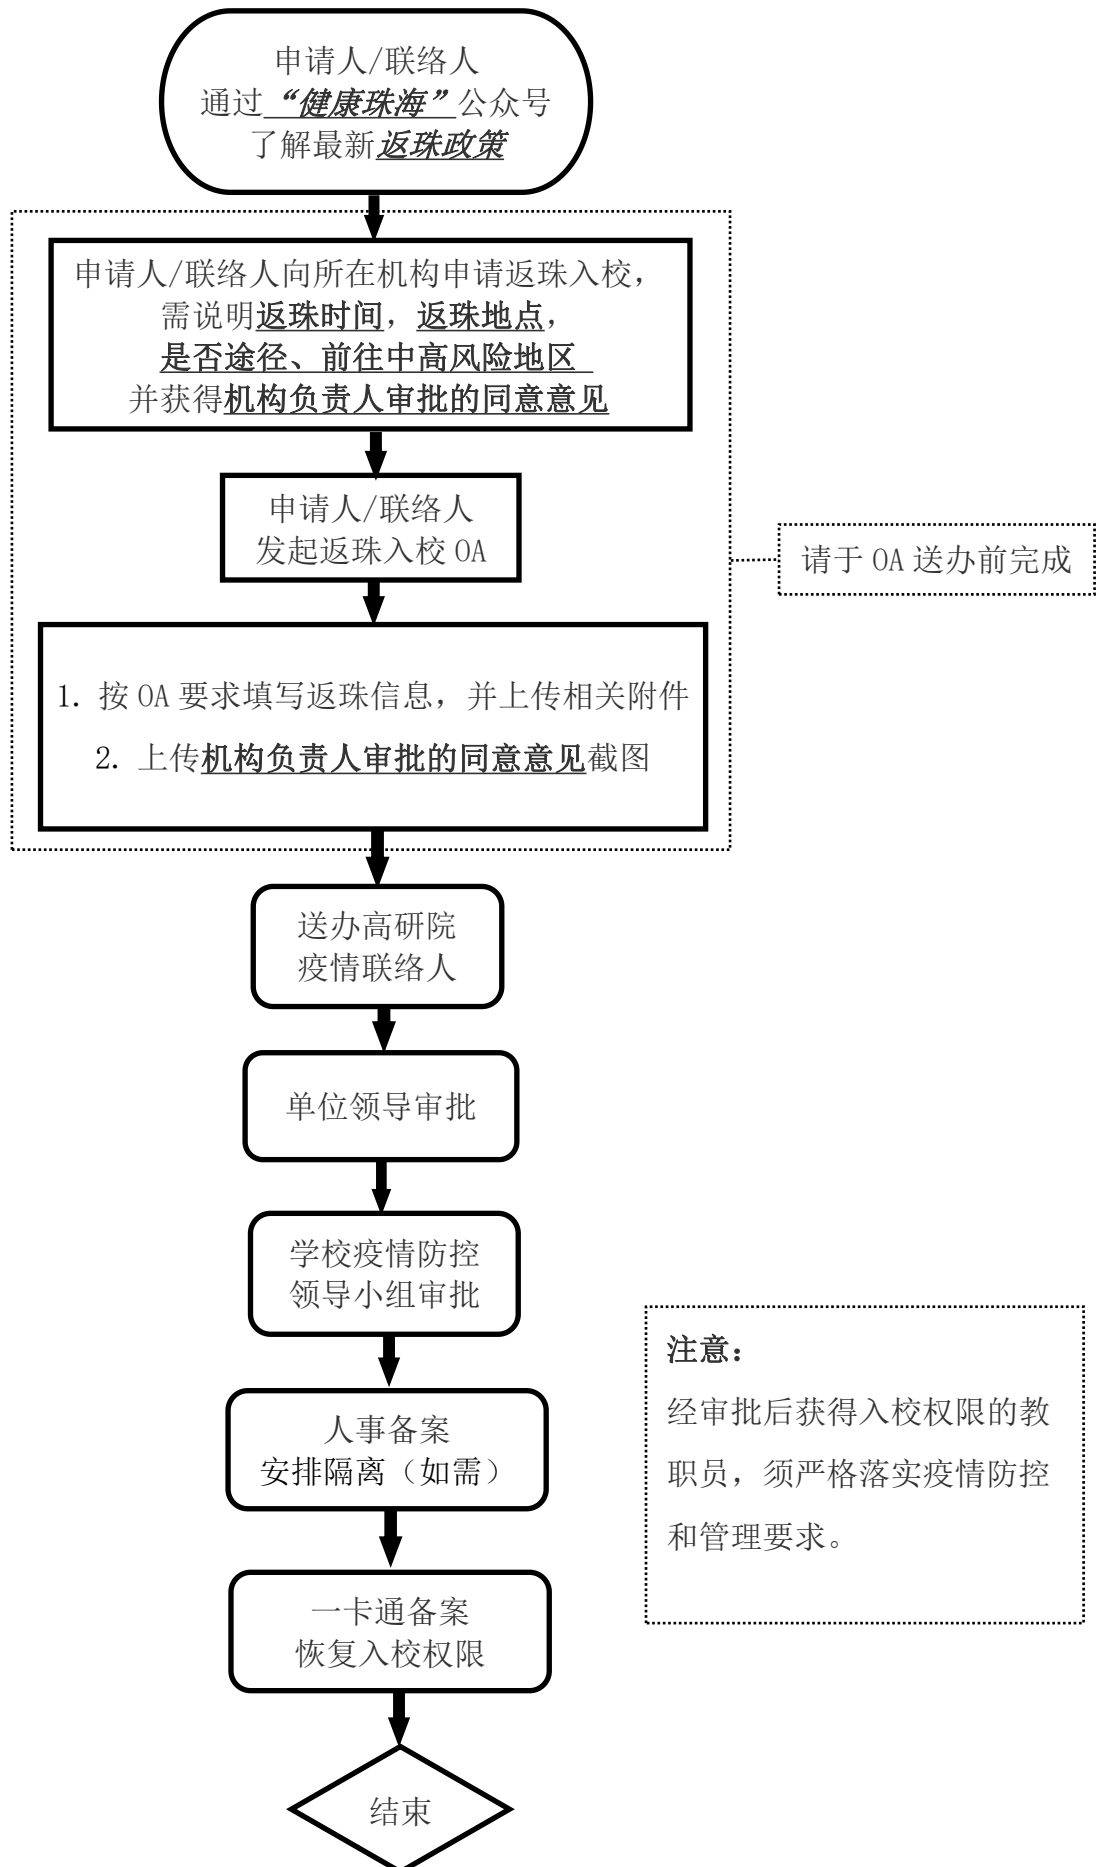 申请人/联络人
通过“健康珠海”公众号
了解最新返珠政策
申请人/联络人向所在机构申请返珠入校，
需说明返珠时间，返珠地点，
是否途径、前往中高风险地区
并获得机构负责人审批的同意意见
申请人/联络人
发起返珠入校 OA
请于 OA 送办前完成
1. 按 OA 要求填写返珠信息，并上传相关附件
2. 上传机构负责人审批的同意意见截图
送办高研院
疫情联络人
单位领导审批
学校疫情防控
领导小组审批
人事备案
安排隔离（如需）
注意：
经审批后获得入校权限的教
职员，须严格落实疫情防控
和管理要求。
一卡通备案
恢复入校权限
结束